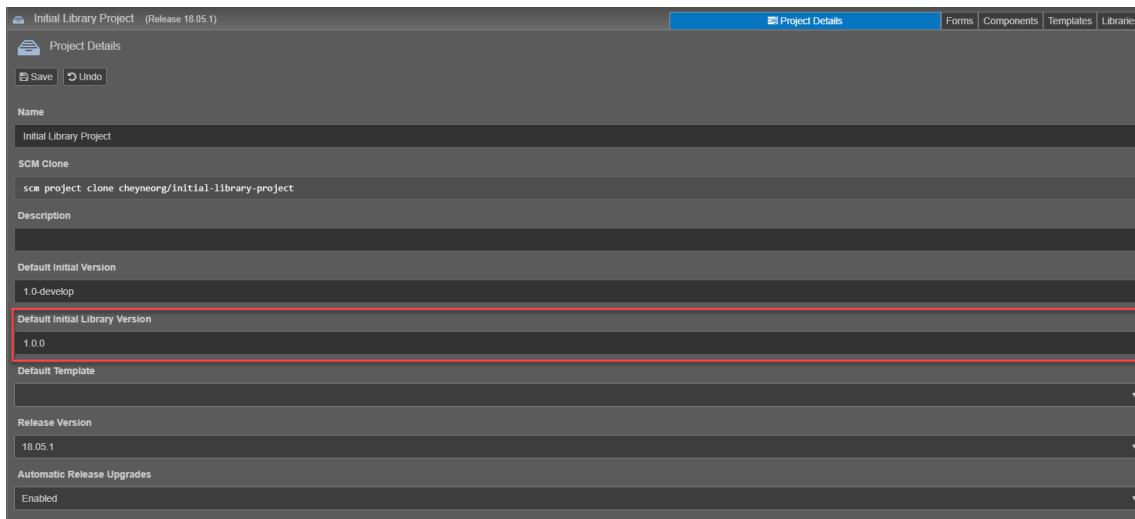 Initial Library Project (Release 18.05.1) Project Details Forms Components Templates Librarie
Project Details
Save Undo
Name
Initial Library Project
SCM Clone
scm project clone cheyneorg/initial-library-project
Description
Default Initial Version
1.0-develop
Default Initial Library Version
1.0.0
Default Template
Release Version
18.05.1
Automatic Release Upgrades
Enabled